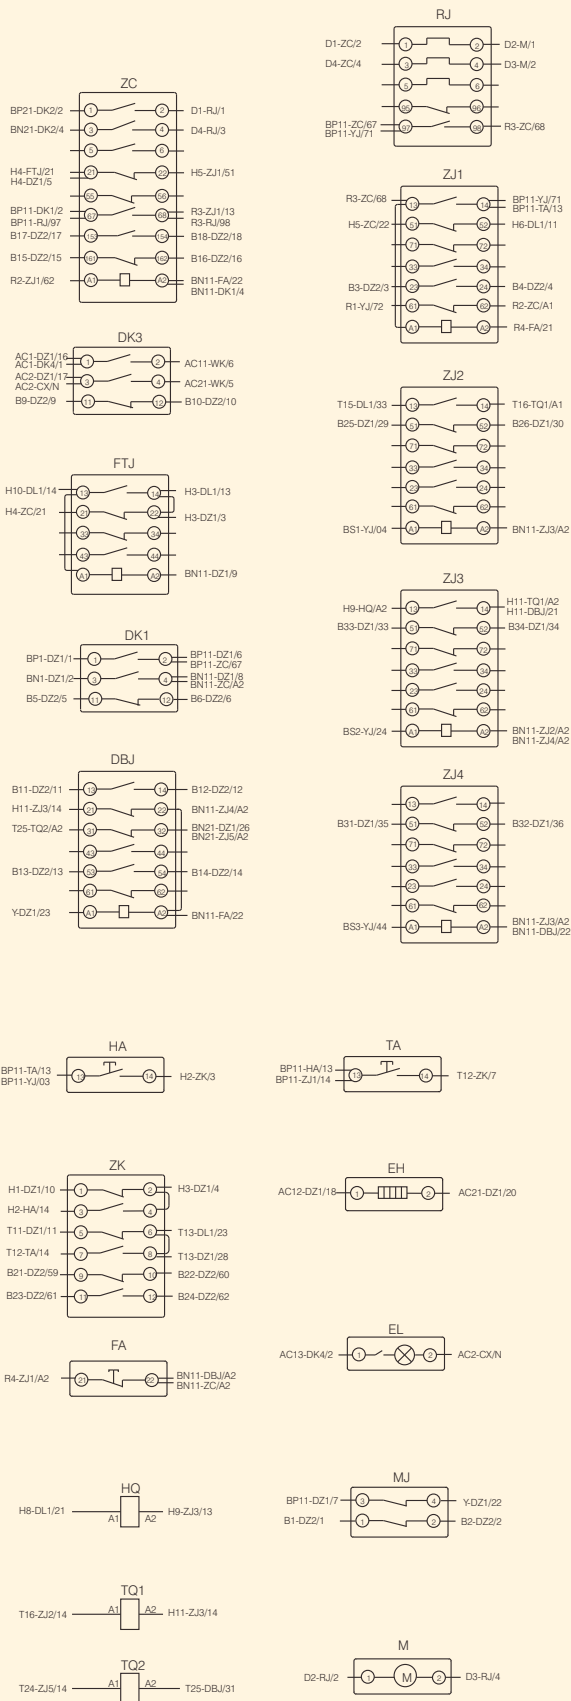 ZC
BP21-DK2/2 1 2 D1-RJ/1
BN21-DK2/4 3 4 D4-RJ/3
5 6
H4-FTJ/21
H4-DZ1/5 21 22 H5-ZJ1/51
55 56
BP11-DK1/2
BP11-RJ/97 67 68 R3-ZJ1/13
R3-RJ/98
B17-DZ2/17 153 154 B18-DZ2/18
B15-DZ2/15 161 162 B16-DZ2/16
R2-ZJ1/62 A1 A2 BN11-FA/22
BN11-DK1/4
DK3
AC1-DZ1/16
AC1-DK4/1 1 2 AC11-WK/6
AC2-DZ1/17
AC2-CX/N 3 4 AC21-WK/5
B9-DZ2/9 11 12 B10-DZ2/10
FTJ
H10-DL1/14 13 14 H3-DL1/13
H4-ZC/21 21 22 H3-DZ1/3
33 34
43 44
A1 A2 BN11-DZ1/9
DK1
BP1-DZ1/1 1 2 BP11-DZ1/6
BP11-ZC/67
BN1-DZ1/2 3 4 BN11-DZ1/8
BN11-ZC/A2
B5-DZ2/5 11 12 B6-DZ2/6
DBJ
B11-DZ2/11 13 14 B12-DZ2/12
H11-ZJ3/14 21 22 BN11-ZJ4/A2
T25-TQ2/A2 31 32 BN21-DZ1/26
BN21-ZJ5/A2
43 44
B13-DZ2/13 53 54 B14-DZ2/14
61 62
Y-DZ1/23 A1 A2 BN11-FA/22
RJ
D1-ZC/2 1 2 D2-M/1
D4-ZC/4 3 4 D3-M/2
5 6
95 96
BP11-ZC/67
BP11-YJ/71 97 98 R3-ZC/68
ZJ1
R3-ZC/68 13 14 BP11-YJ/71
BP11-TA/13
H5-ZC/22 51 52 H6-DL1/11
71 72
33 34
B3-DZ2/3 23 24 B4-DZ2/4
R1-YJ/72 61 62 R2-ZC/A1
A1 A2 R4-FA/21
ZJ2
T15-DL1/33 13 14 T16-TQ1/A1
B25-DZ1/29 51 52 B26-DZ1/30
71 72
33 34
23 24
61 62
BS1-YJ/04 A1 A2 BN11-ZJ3/A2
ZJ3
H9-HQ/A2 13 14 H11-TQ1/A2
H11-DBJ/21
B33-DZ1/33 51 52 B34-DZ1/34
71 72
33 34
23 24
61 62
BS2-YJ/24 A1 A2 BN11-ZJ2/A2
BN11-ZJ4/A2
ZJ4
13 14
B31-DZ1/35 51 52 B32-DZ1/36
71 72
33 34
23 24
61 62
BS3-YJ/44 A1 A2 BN11-ZJ3/A2
BN11-DBJ/22
HA
BP11-TA/13
BP11-YJ/03 13 14 H2-ZK/3
TA
BP11-HA/13
BP11-ZJ1/14 13 14 T12-ZK/7
ZK
H1-DZ1/10 1 2 H3-DZ1/4
H2-HA/14 3 4
T11-DZ1/11 5 6 T13-DL1/23
T12-TA/14 7 8 T13-DZ1/28
B21-DZ2/59 9 10 B22-DZ2/60
B23-DZ2/61 11 12 B24-DZ2/62
EH
AC12-DZ1/18 1 2 AC21-DZ1/20
FA
R4-ZJ1/A2 21 22 BN11-DBJ/A2
BN11-ZC/A2
EL
AC13-DK4/2 1 2 AC2-CX/N
HQ
H8-DL1/21 A1 A2 H9-ZJ3/13
MJ
BP11-DZ1/7 3 4 Y-DZ1/22
B1-DZ2/1 1 2 B2-DZ2/2
TQ1
T16-ZJ2/14 A1 A2 H11-ZJ3/14
TQ2
T24-ZJ5/14 A1 A2 T25-DBJ/31
M
D2-RJ/2 1 M 2 D3-RJ/4